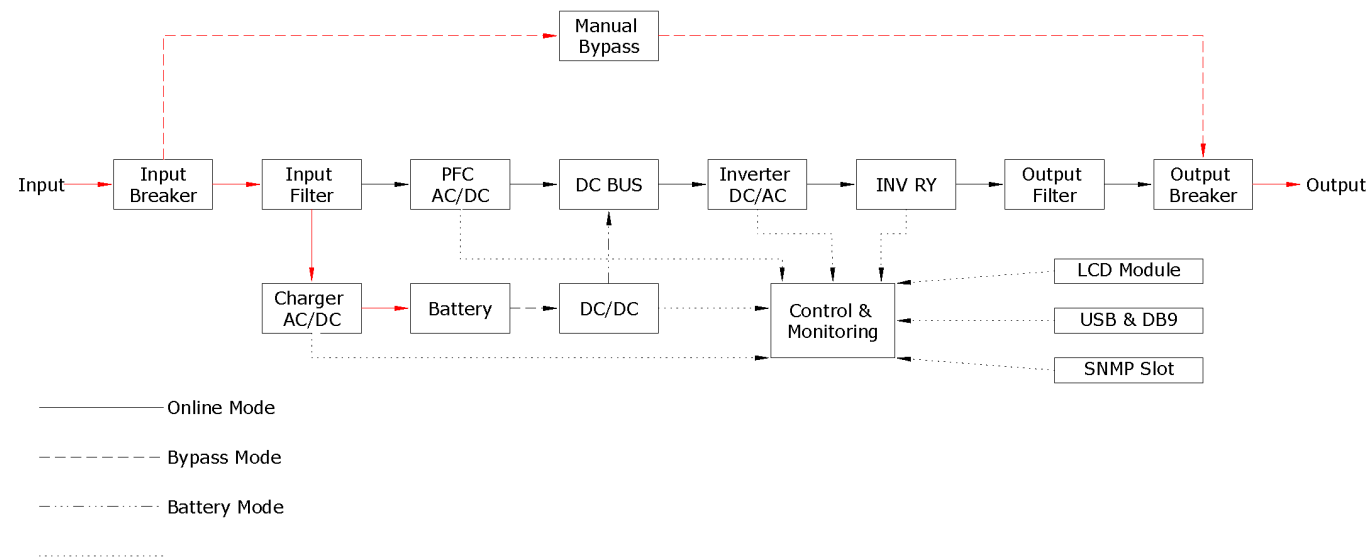 Manual
Bypass
Input
Input
Breaker
Input
Filter
PFC
AC/DC
DC BUS
Inverter
DC/AC
INV RY
Output
Filter
Output
Breaker
Output
Charger
AC/DC
Battery
DC/DC
Control &
Monitoring
LCD Module
USB & DB9
SNMP Slot
Online Mode
Bypass Mode
Battery Mode